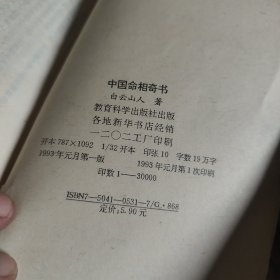 中国命相奇书
白云山人 著
教育科学出版社出版
各地新华书店经销
一二〇二工厂印刷
开本787×1092 1/32 开本 印张10 字数19万字
1993年元月第一版 1993年元月第1次印刷
印数1—30000
ISBN7—5041—0531—7/G·868
定价:5.90元